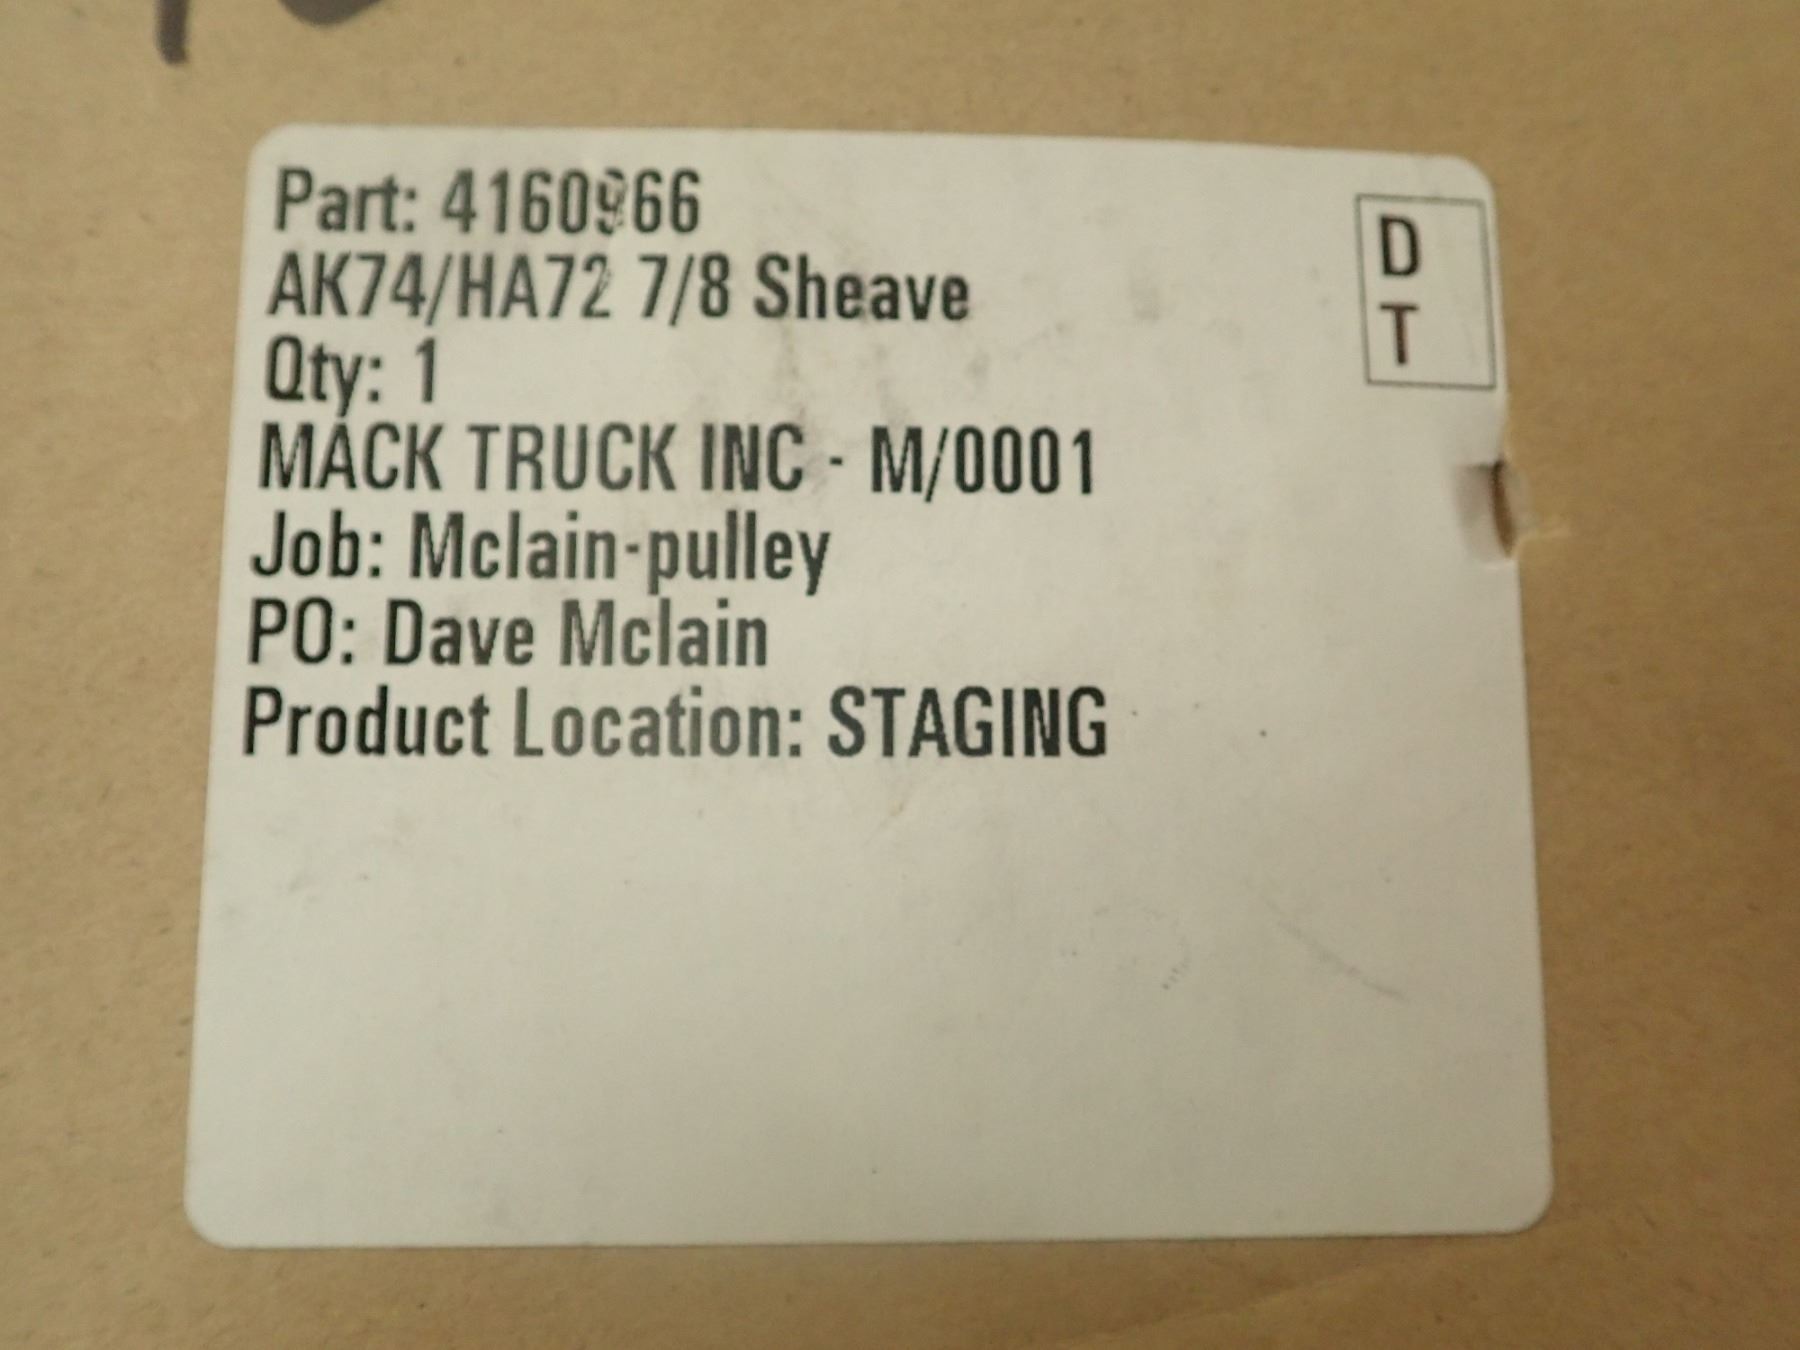 Part: 4160966
AK74/HA72 7/8 Sheave
Qty: 1
MACK TRUCK INC - M/0001
Job: Mclain-pulley
PO: Dave Mclain
Product Location: STAGING
D
T